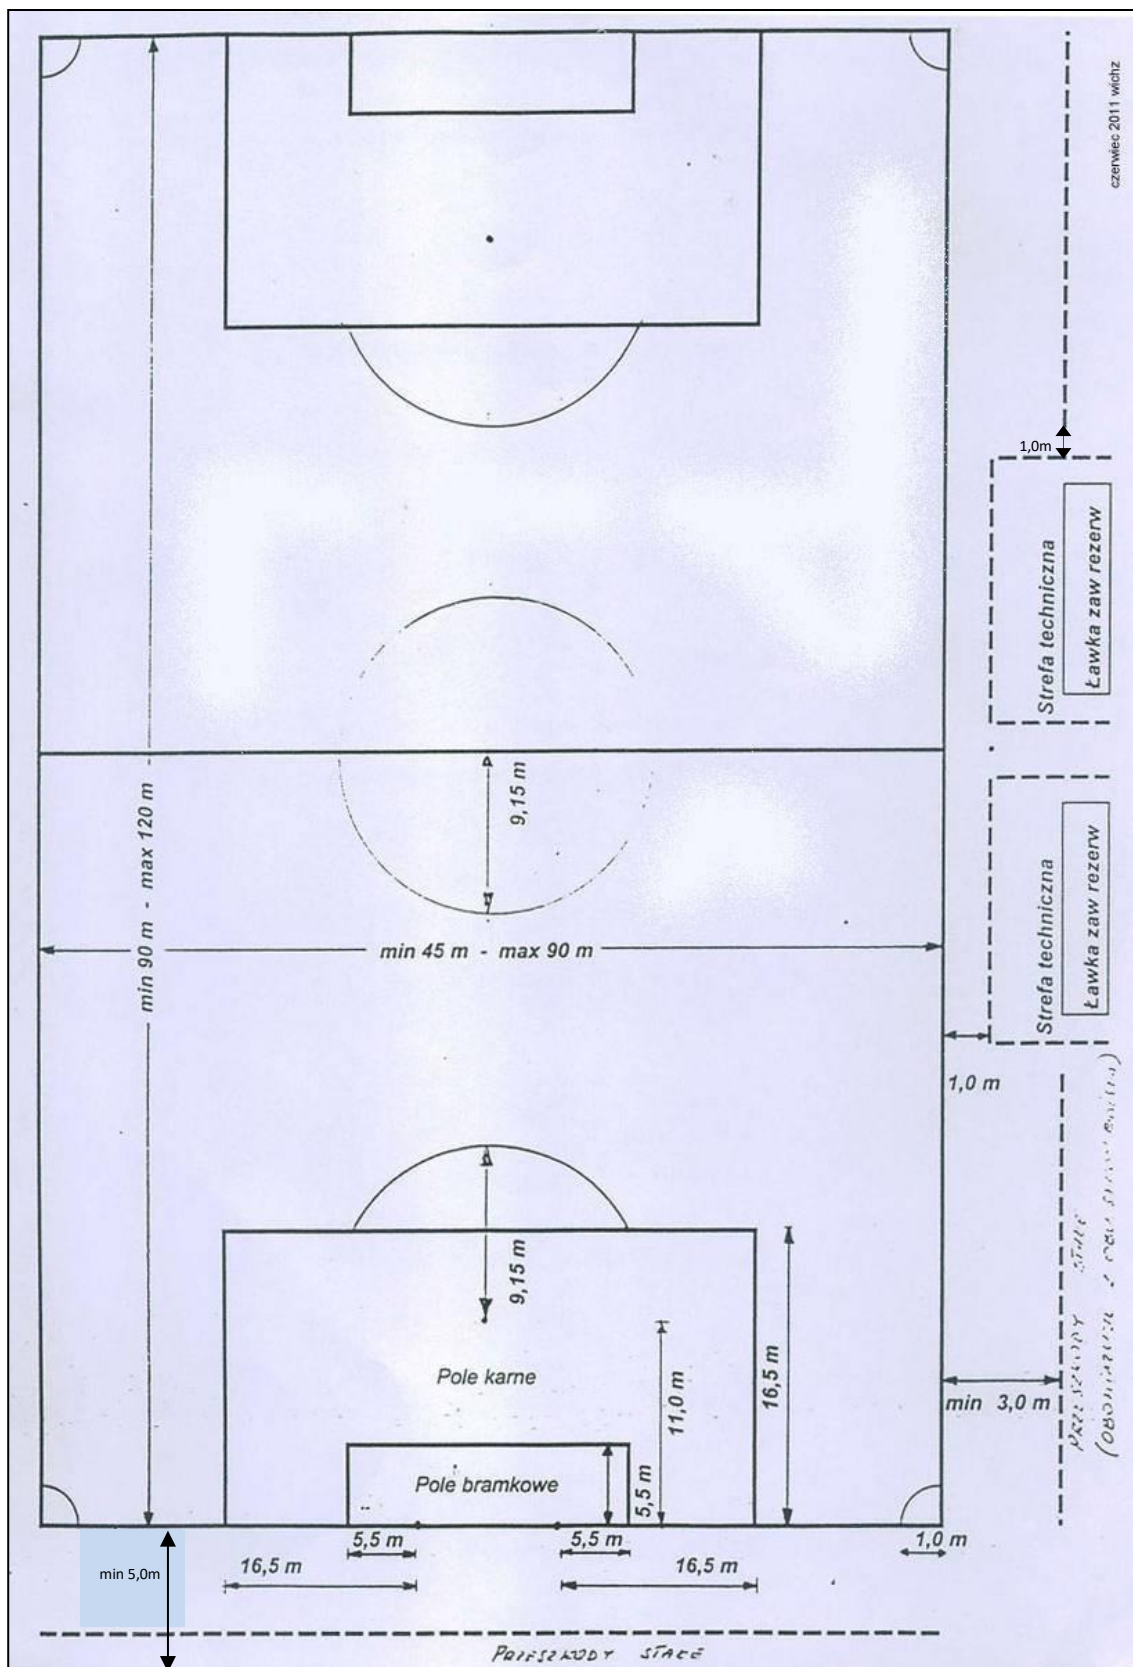 czerwiec 2011 wichz
1,0m
Strefa techniczna
Ławka zaw rezerw
9,15 m
min 90 m - max 120 m
min 45 m - max 90 m
Strefa techniczna
Ławka zaw rezerw
1,0 m
9,15 m
Pole karne
11,0 m
16,5 m
min 3,0 m
PRZESZKODY STAŁE
Pole bramkowe
5,5 m
5,5 m
5,5 m
1,0 m
16,5 m
16,5 m
min 5,0m
PRZESZKODY STAŁE